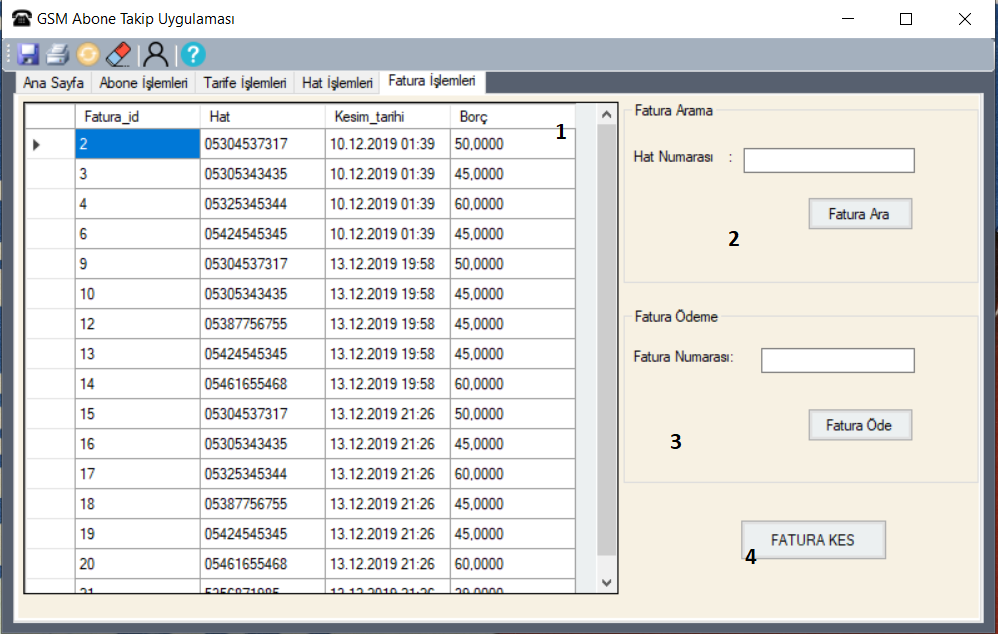 GSM Abone Takip Uygulaması
Ana Sayfa Abone İşlemleri Tarife İşlemleri Hat İşlemleri Fatura İşlemleri
Fatura_id Hat Kesim_tarihi Borç
1
2 05304537317 10.12.2019 01:39 50,0000
3 05305343435 10.12.2019 01:39 45,0000
4 05325345344 10.12.2019 01:39 60,0000
6 05424545345 10.12.2019 01:39 45,0000
9 05304537317 13.12.2019 19:58 50,0000
10 05305343435 13.12.2019 19:58 45,0000
12 05387756755 13.12.2019 19:58 45,0000
13 05424545345 13.12.2019 19:58 45,0000
14 05461655468 13.12.2019 19:58 60,0000
15 05304537317 13.12.2019 21:26 50,0000
16 05305343435 13.12.2019 21:26 45,0000
17 05325345344 13.12.2019 21:26 60,0000
18 05387756755 13.12.2019 21:26 45,0000
19 05424545345 13.12.2019 21:26 45,0000
20 05461655468 13.12.2019 21:26 60,0000
Fatura Arama
Hat Numarası :
Fatura Ara
2
Fatura Ödeme
Fatura Numarası:
Fatura Öde
3
FATURA KES
4